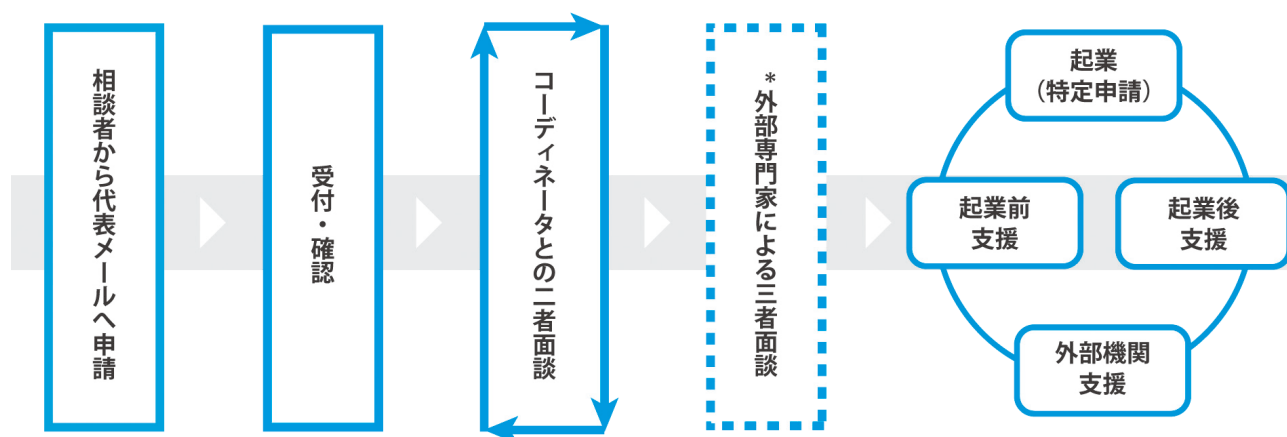 相談者から代表メールへ申請
受付・確認
コーディネータとの二者面談
*外部専門家による三者面談
起業
（特定申請）
起業前
支援
起業後
支援
外部機関
支援